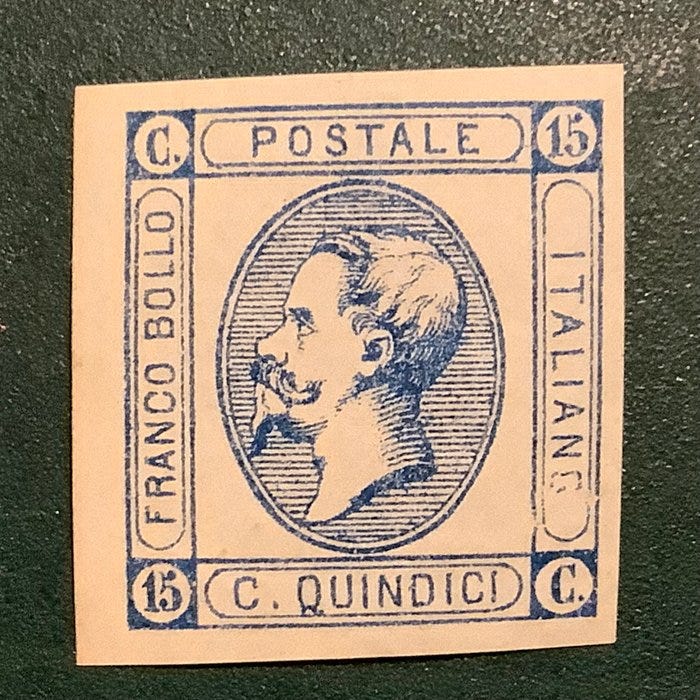 C. POSTALE 15
FRANCO BOLLO
ITALIANO
15 C. QUINDICI C.